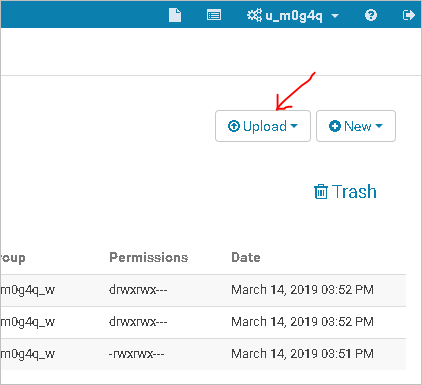 u_m0g4q
Upload New
Trash
roup Permissions Date
m0g4q_w drwxrwx--- March 14, 2019 03:52 PM
m0g4q_w drwxrwx--- March 14, 2019 03:52 PM
m0g4q_w -rwxrwx--- March 14, 2019 03:51 PM